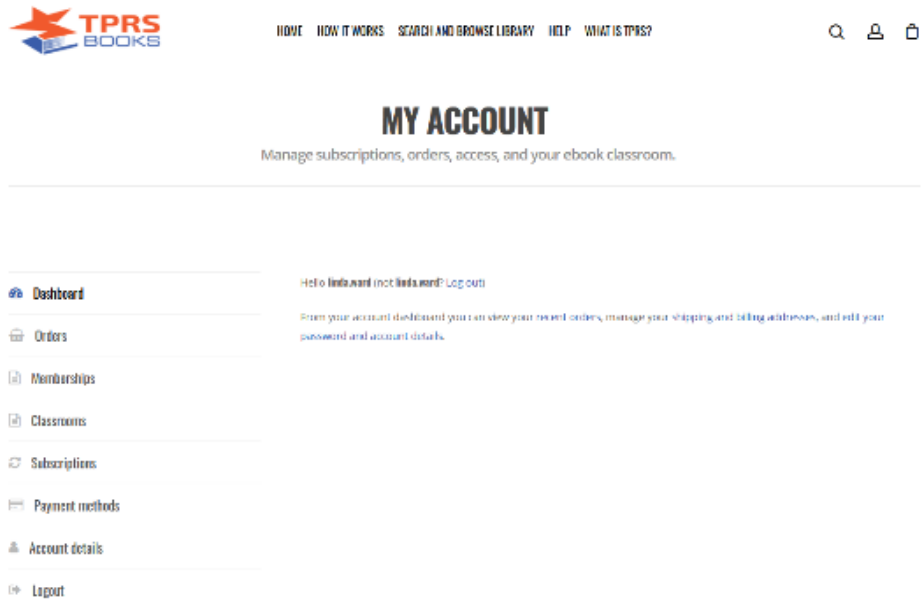 TPRS
BOOKS
HOME HOW IT WORKS SEARCH AND BROWSE LIBRARY HELP WHAT IS TPRS?
MY ACCOUNT
Manage subscriptions, orders, access, and your ebook classroom.
Dashboard
Orders
Memberships
Classrooms
Subscriptions
Payment methods
Account details
Logout
Hello linda.ward (not linda.ward? Log out)
From your account dashboard you can view your recent orders, manage your shipping and billing addresses, and edit your
password and account details.